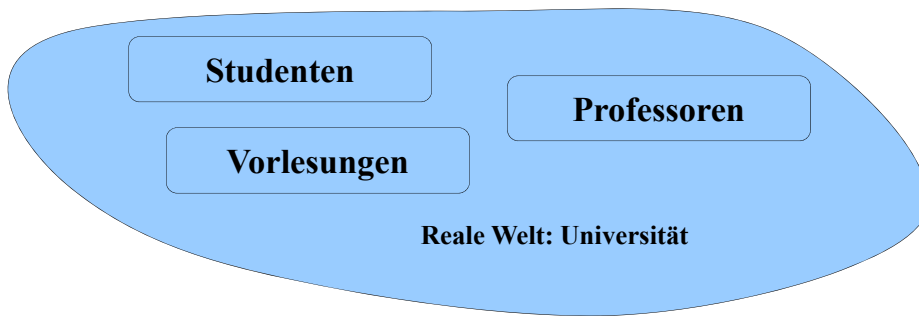 Studenten
Professoren
Vorlesungen
Reale Welt: Universität